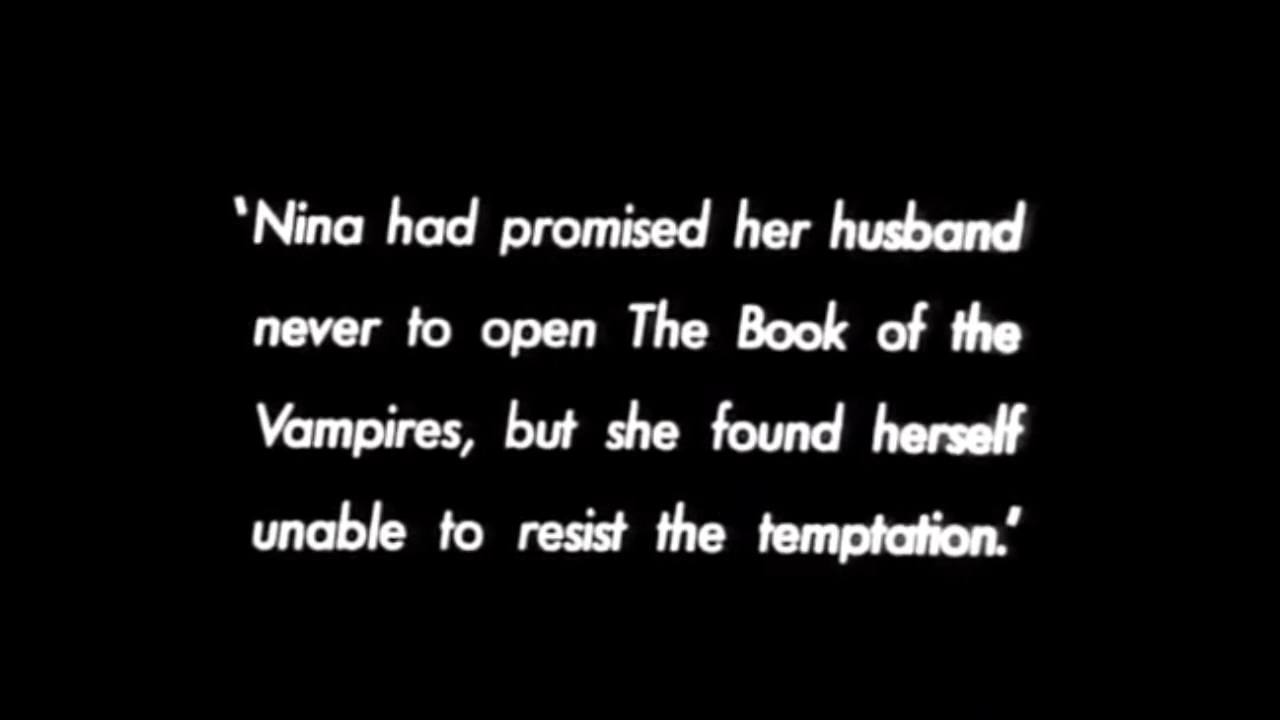 ‘Nina had promised her husband
never to open The Book of the
Vampires, but she found herself
unable to resist the temptation.’